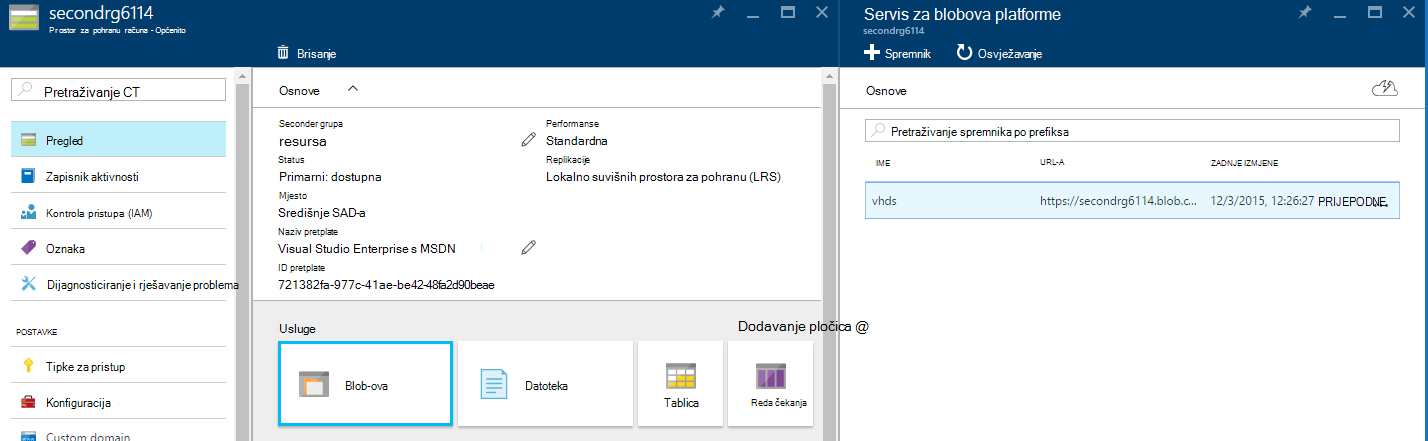 secondrg6114
Prostor za pohranu računa - Općenito
Brisanje
Pretraživanje CT
Pregled
Zapisnik aktivnosti
Kontrola pristupa (IAM)
Oznaka
Dijagnosticiranje i rješavanje problema
POSTAVKE
Tipke za pristup
Konfiguracija
Custom domain
Osnove
Seconder grupa
resursa
Status
Primarni: dostupna
Mjesto
Središnje SAD-a
Naziv pretplate
Visual Studio Enterprise s MSDN
ID pretplate
721382fa-977c-41ae-be42-48fa2d90beae
Performanse
Standardna
Replikacije
Lokalno suvišnih prostora za pohranu (LRS)
Usluge
Dodavanje pločica @
Blob-ova
Datoteka
Tablica
Reda čekanja
Servis za blobova platforme
secondrg6114
Spremnik
Osvježavanje
Osnove
Pretraživanje spremnika po prefiksa
IME URL-A ZADNJE IZMJENE
vhds https://secondrg6114.blob.c... 12/3/2015, 12:26:27 PRIJEPODNE...